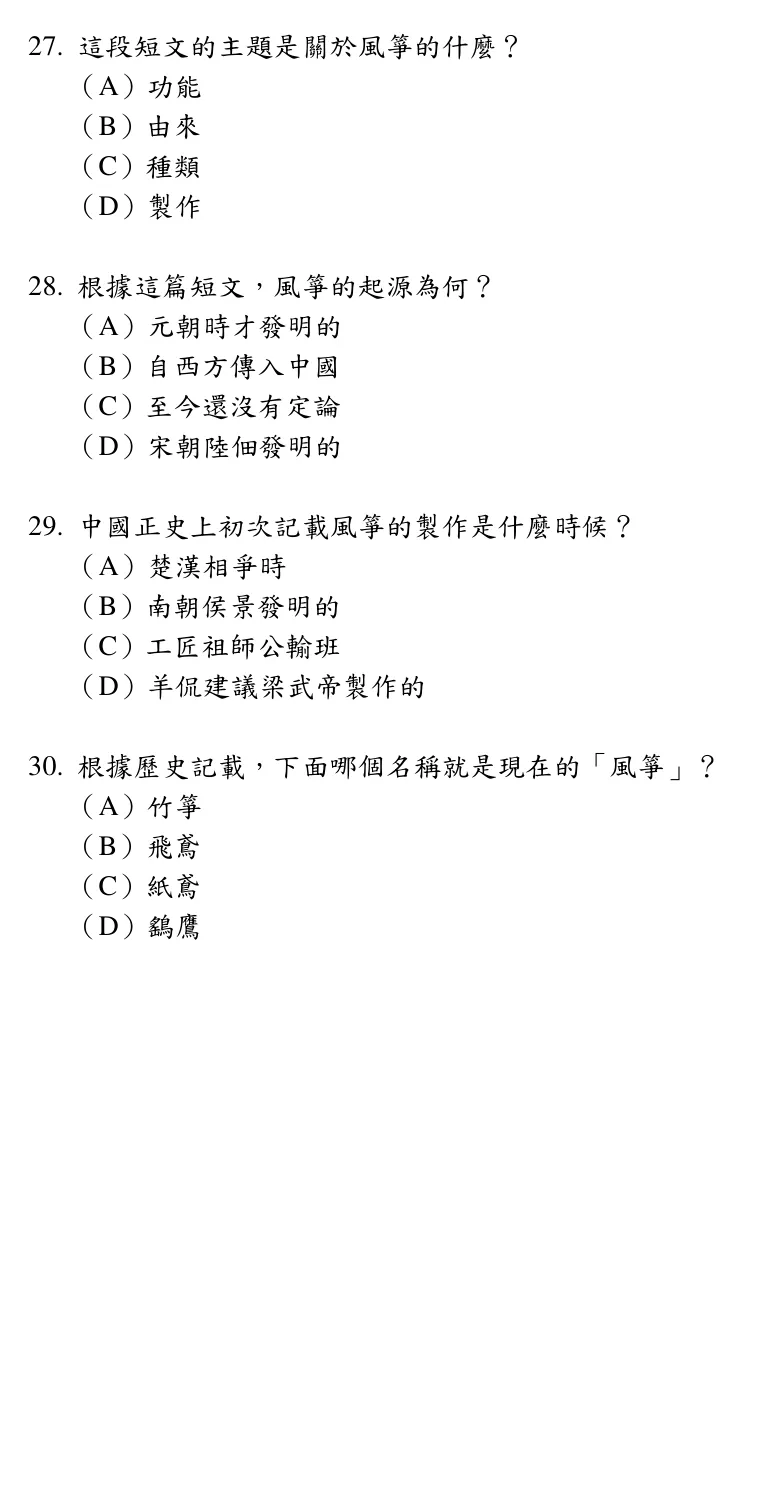 27. 這段短文的主題是關於風箏的什麼？
（A）功能
（B）由來
（C）種類
（D）製作
28. 根據這篇短文，風箏的起源為何？
（A）元朝時才發明的
（B）自西方傳入中國
（C）至今還沒有定論
（D）宋朝陸佃發明的
29. 中國正史上初次記載風箏的製作是什麼時候？
（A）楚漢相爭時
（B）南朝侯景發明的
（C）工匠祖師公輸班
（D）羊侃建議梁武帝製作的
30. 根據歷史記載，下面哪個名稱就是現在的「風箏」？
（A）竹箏
（B）飛鳶
（C）紙鳶
（D）鷂鷹